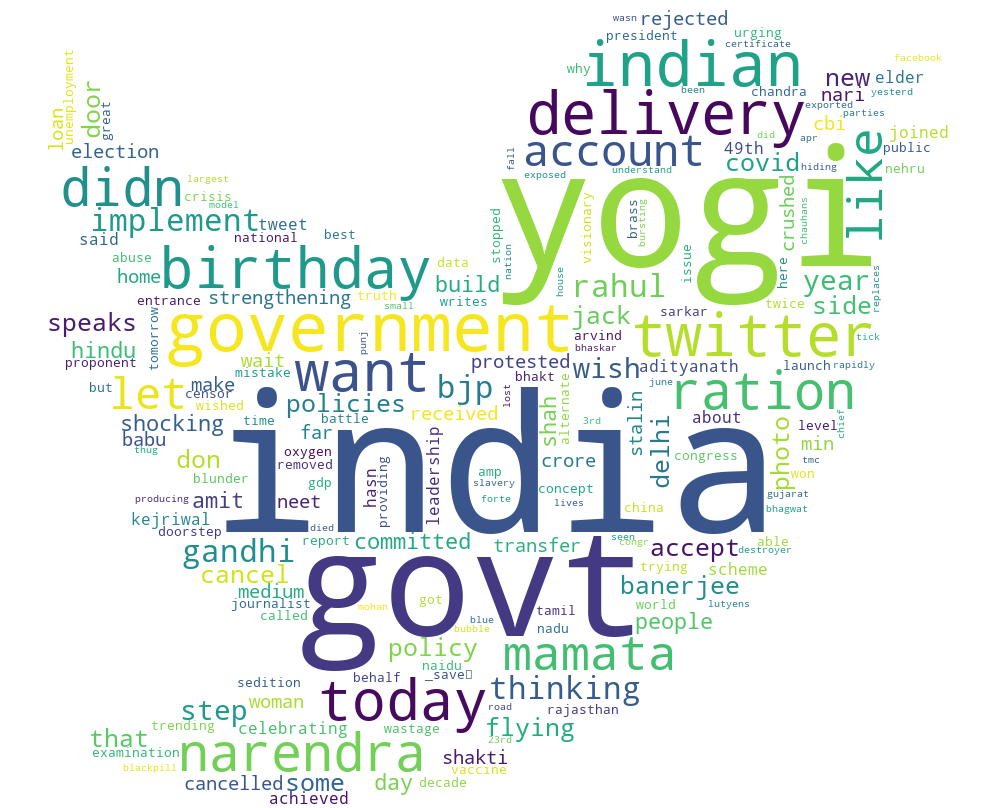 wasn rejected
president urging
certificate
why indian facebook
been chandra new elder
nari yesterd
unemployment
loan door great
delivery exported parties
cbi joined
did apr
election account 49th public
fall exposed understand covid hiding nehru
didn largest
crisis
model
yogi like
implement tweet
said national best
stopped nation visionary brass bursting crushed chauhans
abuse
home birthday data build house rahul issue here year replaces
entrance strengthening truth writes small twice side
speaks tomorrow government punj jack sarkar twitter tick
hindu
proponent wait protested arvind bhaskar
mistake want bjp bhakt wish adityanath launch rapidly
but let make censor wished policies battle received lost shah alternate june ration chief
shocking time far 3rd stalin about level
babu oxygen leadership delhi photo min
thug don removed hasn providing india amp crore congress won tmc
blunder gdp slavery concept gujarat
producing amit neet forte lives china bhagwat
kejriwal
doorstep died seen
gandhi report committed transfer congr accept able destroyer
cancel trying scheme
medium govt banerjee
journalist mohan got world lutyens
called blue tamil people
bubble nadu
policy mamata
naidu
behalf _save
sedition thinking
woman today road rajasthan
step
trending celebrating wastage flying
that 23rd
examination narendra shakti
blackpill vaccine
cancelled some day decade
achieved